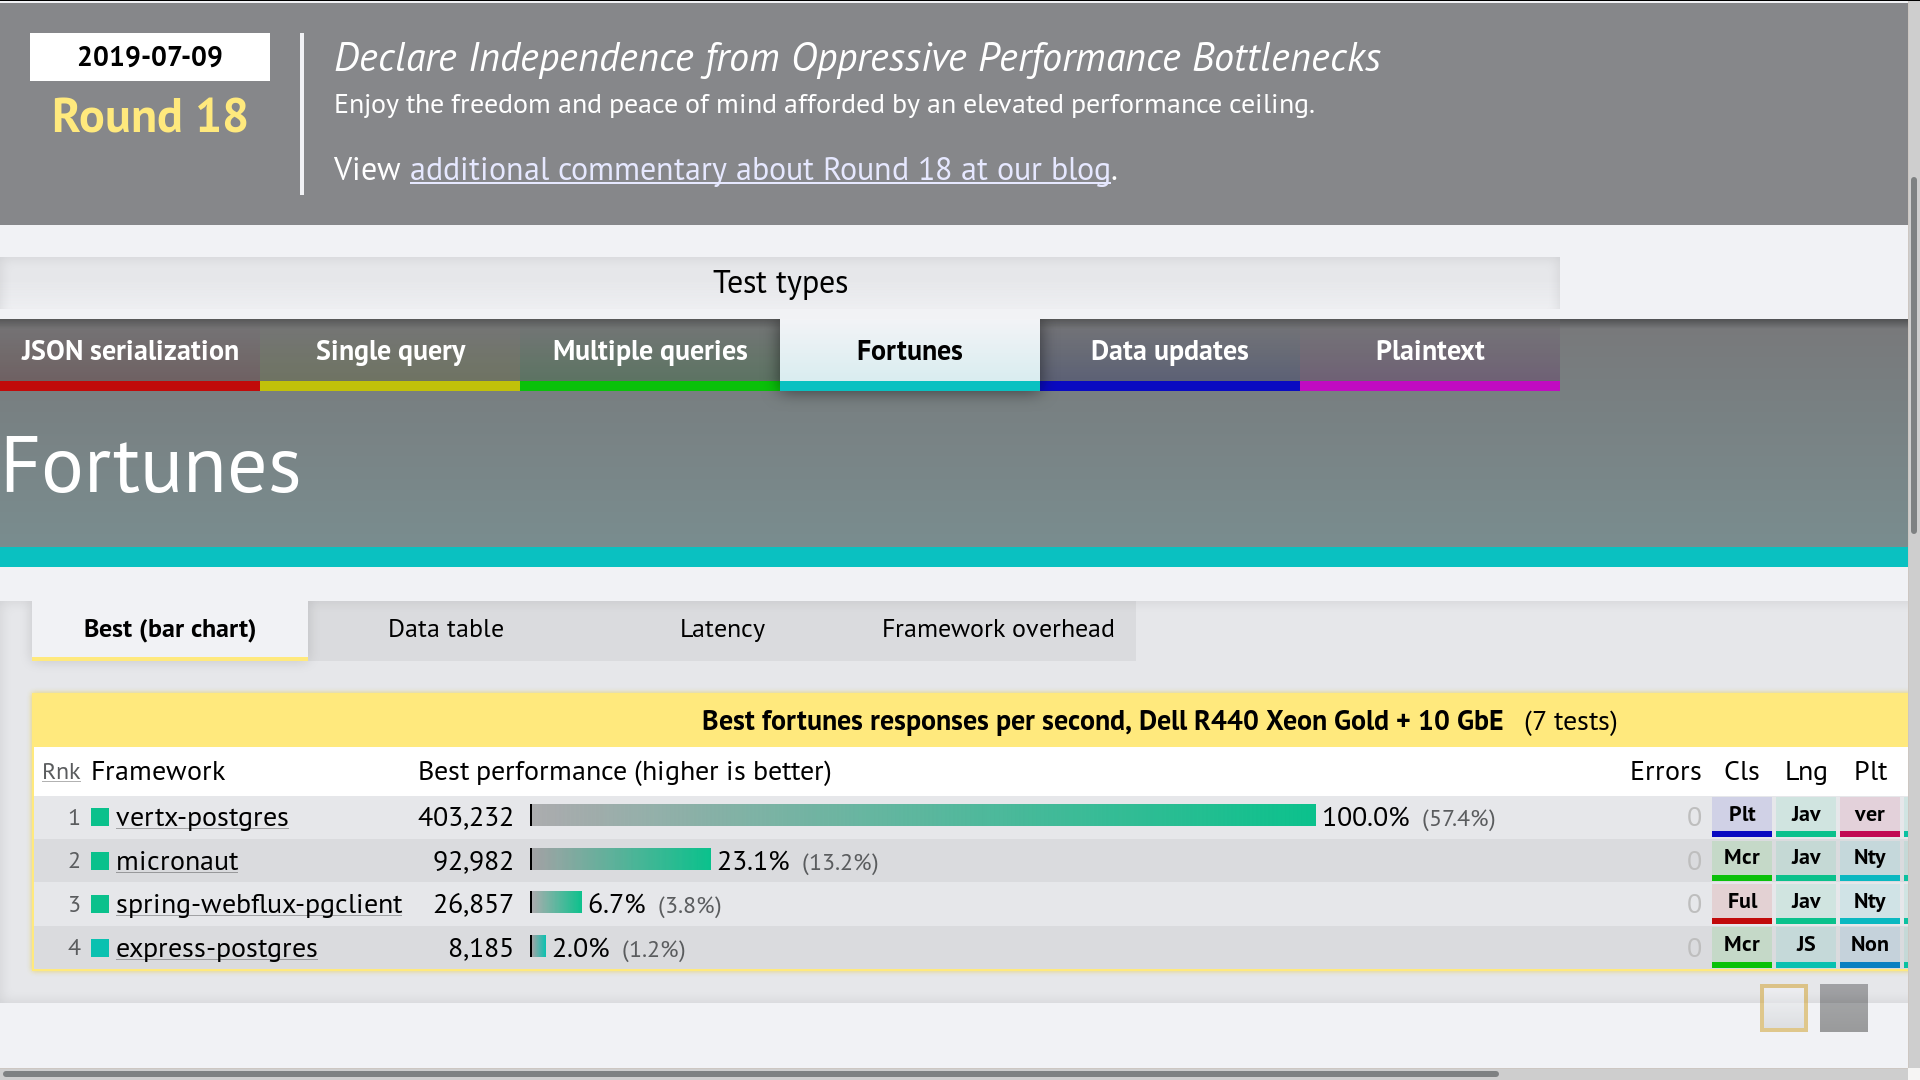 2019-07-09
Round 18
Declare Independence from Oppressive Performance Bottlenecks
Enjoy the freedom and peace of mind afforded by an elevated performance ceiling.
View additional commentary about Round 18 at our blog.
Test types
JSON serialization Single query Multiple queries Fortunes Data updates Plaintext
Fortunes
Best (bar chart) Data table Latency Framework overhead
Best fortunes responses per second, Dell R440 Xeon Gold + 10 GbE (7 tests)
Rnk Framework Best performance (higher is better) Errors Cls Lng Plt
1 vertx-postgres 403,232 100.0% (57.4%) 0 Plt Jav ver
2 micronaut 92,982 23.1% (13.2%) 0 Mcr Jav Nty
3 spring-webflux-pgclient 26,857 6.7% (3.8%) 0 Ful Jav Nty
4 express-postgres 8,185 2.0% (1.2%) 0 Mcr JS Non